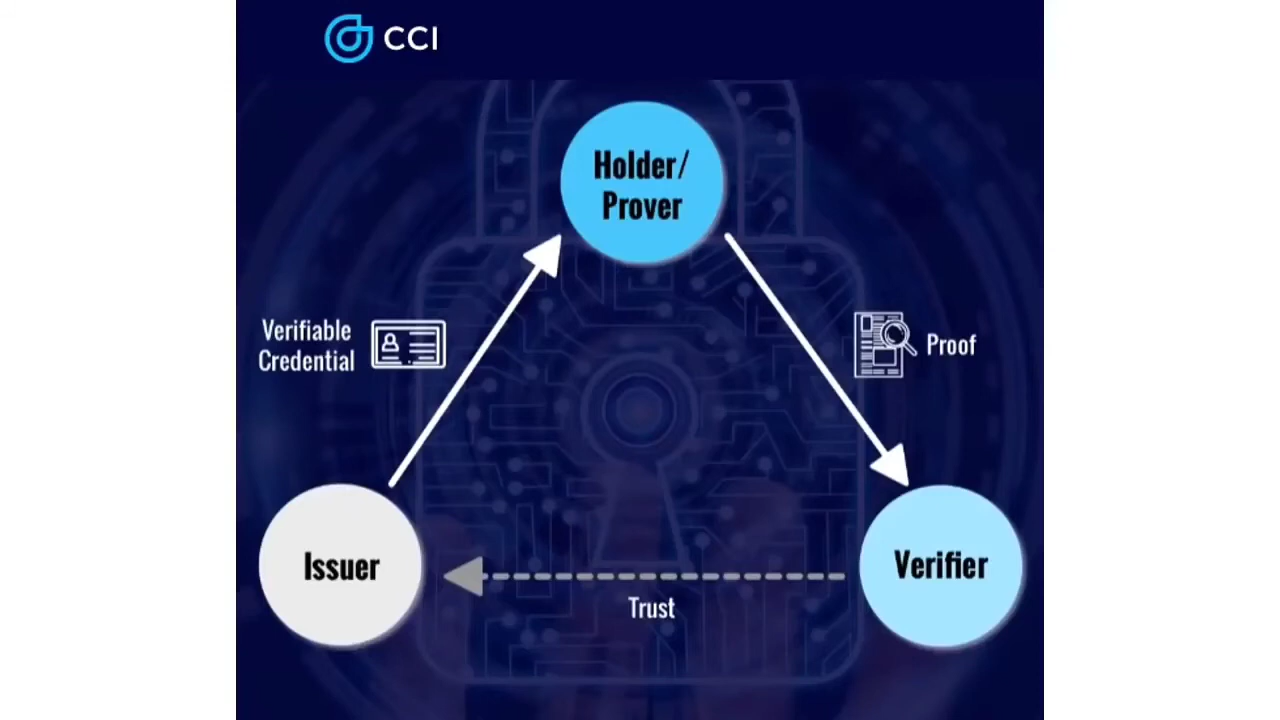 CCI
Holder/
Prover
Verifiable
Credential
Proof
Issuer
Verifier
Trust